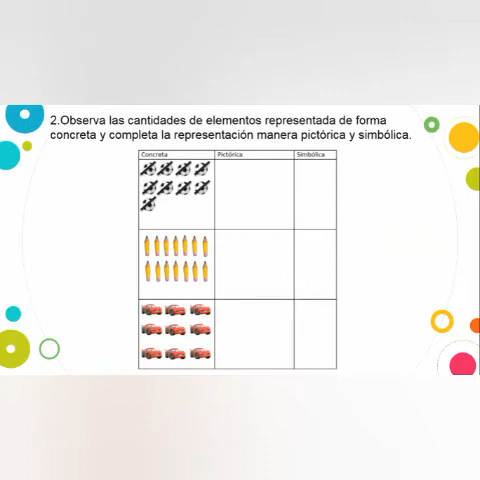 2.Observa las cantidades de elementos representada de forma
concreta y completa la representación manera pictórica y simbólica.
Concreta Pictórica Simbólica